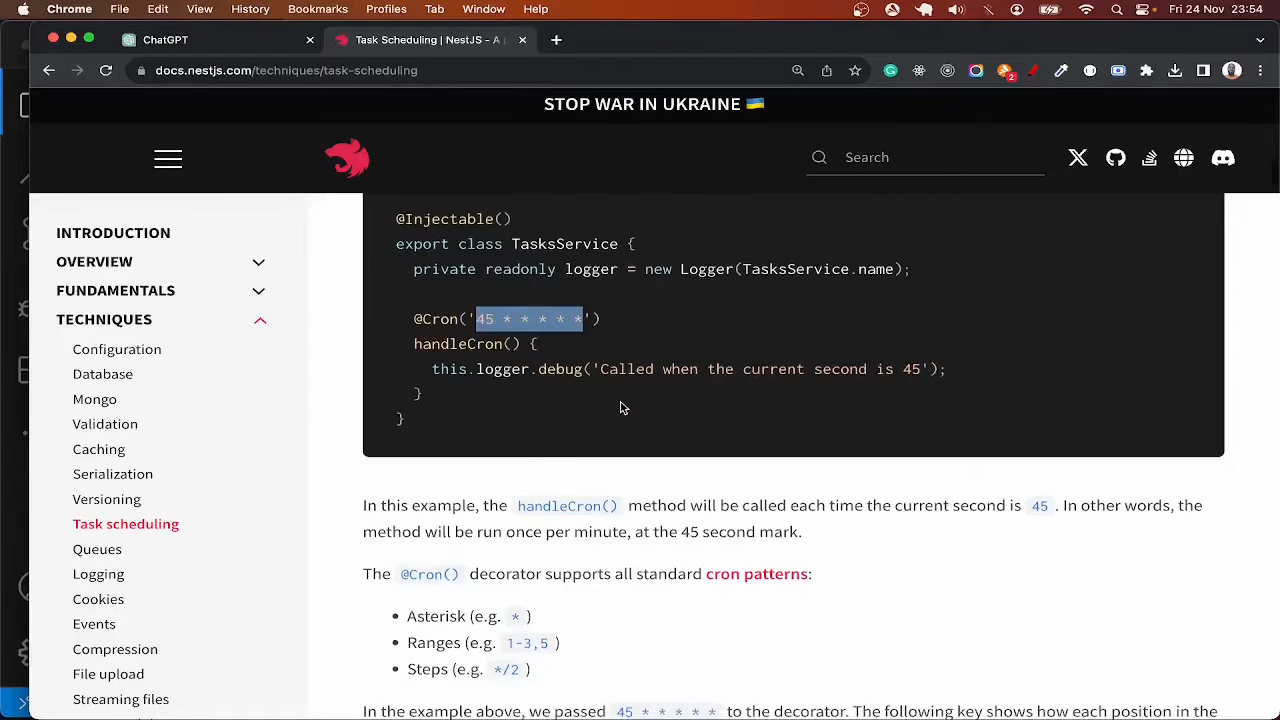 Chrome File Edit View History Bookmarks Profiles Tab Window Help Fri 24 Nov 23:54
ChatGPT
Task Scheduling | NestJS - A p
docs.nestjs.com/techniques/task-scheduling
2
STOP WAR IN UKRAINE 🇺🇦
Search
INTRODUCTION
OVERVIEW
FUNDAMENTALS
TECHNIQUES
Configuration
Database
Mongo
Validation
Caching
Serialization
Versioning
Task scheduling
Queues
Logging
Cookies
Events
Compression
File upload
Streaming files
@Injectable()
export class TasksService {
private readonly logger = new Logger(TasksService.name);
@Cron('45 * * * * *')
handleCron() {
this.logger.debug('Called when the current second is 45');
}
}
In this example, the handleCron() method will be called each time the current second is 45 . In other words, the
method will be run once per minute, at the 45 second mark.
The @Cron() decorator supports all standard cron patterns:
• Asterisk (e.g. * )
• Ranges (e.g. 1-3,5 )
• Steps (e.g. */2 )
In the example above, we passed 45 * * * * * to the decorator. The following key shows how each position in the